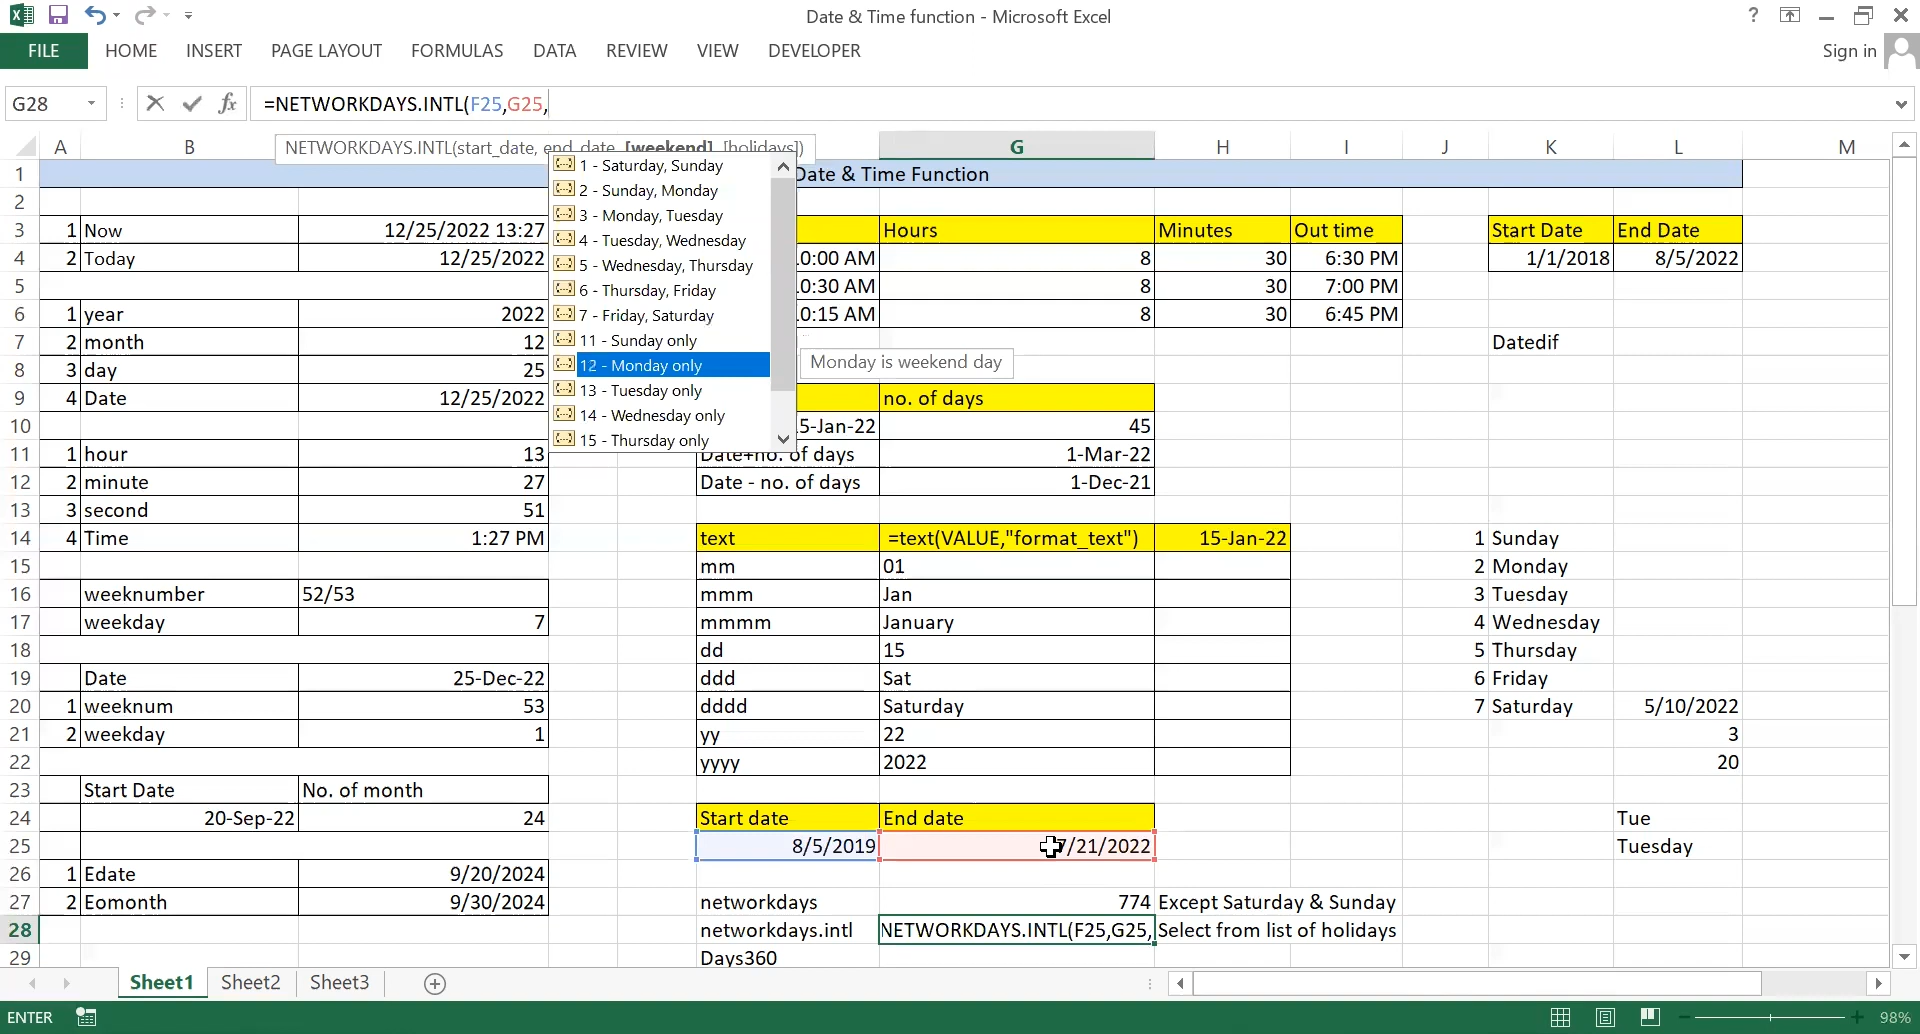 Date & Time function - Microsoft Excel
?
FILE HOME INSERT PAGE LAYOUT FORMULAS DATA REVIEW VIEW DEVELOPER Sign in
G28 fx =NETWORKDAYS.INTL(F25,G25,
NETWORKDAYS.INTL(start_date, end_date, [weekend], [holidays])
A B G H I J K L M
1 - Saturday, Sunday
2 - Sunday, Monday
3 - Monday, Tuesday
4 - Tuesday, Wednesday
5 - Wednesday, Thursday
6 - Thursday, Friday
7 - Friday, Saturday
11 - Sunday only
12 - Monday only
13 - Tuesday only
14 - Wednesday only
15 - Thursday only
Monday is weekend day
1 Date & Time Function
2
3 1 Now 12/25/2022 13:27 Hours Minutes Out time Start Date End Date
4 2 Today 12/25/2022 0:00 AM 8 30 6:30 PM 1/1/2018 8/5/2022
5 0:30 AM 8 30 7:00 PM
6 1 year 2022 0:15 AM 8 30 6:45 PM
7 2 month 12 Datedif
8 3 day 25
9 4 Date 12/25/2022 no. of days
10 5-Jan-22 45
11 1 hour 13 Date+no. of days 1-Mar-22
12 2 minute 27 Date - no. of days 1-Dec-21
13 3 second 51
14 4 Time 1:27 PM text =text(VALUE,"format_text") 15-Jan-22 1 Sunday
15 mm 01 2 Monday
16 weeknumber 52/53 mmm Jan 3 Tuesday
17 weekday 7 mmmm January 4 Wednesday
18 dd 15 5 Thursday
19 Date 25-Dec-22 ddd Sat 6 Friday
20 1 weeknum 53 dddd Saturday 7 Saturday 5/10/2022
21 2 weekday 1 yy 22 3
22 yyyy 2022 20
23 Start Date No. of month
24 20-Sep-22 24 Start date End date Tue
25 8/5/2019 7/21/2022 Tuesday
26 1 Edate 9/20/2024
27 2 Eomonth 9/30/2024 networkdays 774 Except Saturday & Sunday
28 networkdays.intl NETWORKDAYS.INTL(F25,G25, Select from list of holidays
29 Days360
Sheet1 Sheet2 Sheet3
ENTER 98%